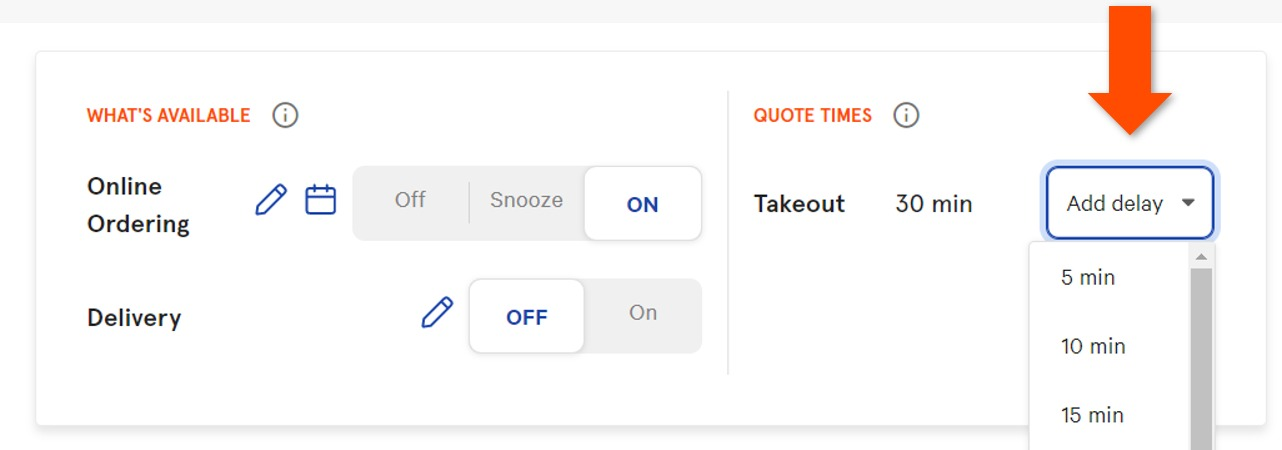 WHAT'S AVAILABLE
Online
Ordering
Off
Snooze
ON
Delivery
OFF
On
QUOTE TIMES
Takeout
30 min
Add delay
5 min
10 min
15 min